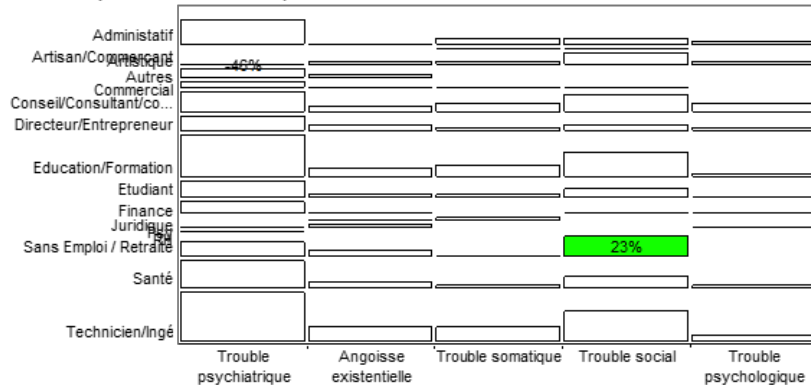 Administatif
Artisan/Commerçant
Artistique
-46%
Autres
Commercial
Conseil/Consultant/co...
Directeur/Entrepreneur
Education/Formation
Etudiant
Finance
Juridique
Sans Emploi / Retraité
23%
Santé
Technicien/Ingé
Trouble psychiatrique
Angoisse existentielle
Trouble somatique
Trouble social
Trouble psychologique